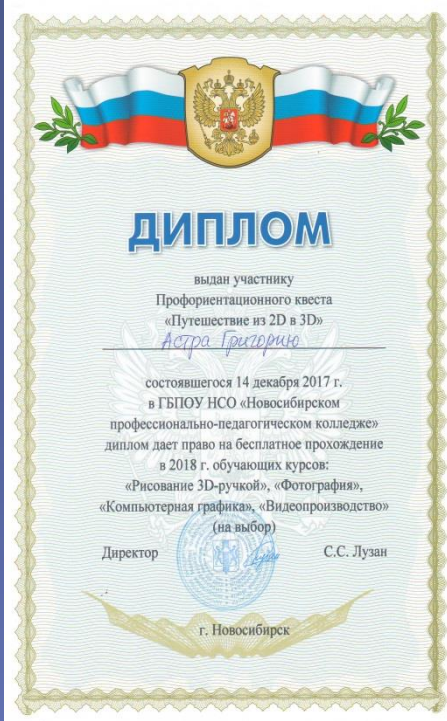 ДИПЛОМ
выдан участнику
Профориентационного квеста
«Путешествие из 2D в 3D»
Астра Григорию
состоявшегося 14 декабря 2017 г.
в ГБПОУ НСО «Новосибирском
профессионально-педагогическом колледже»
диплом дает право на бесплатное прохождение
в 2018 г. обучающих курсов:
«Рисование 3D-ручкой», «Фотография»,
«Компьютерная графика», «Видеопроизводство»
(на выбор)
Директор С.С. Лузан
г. Новосибирск